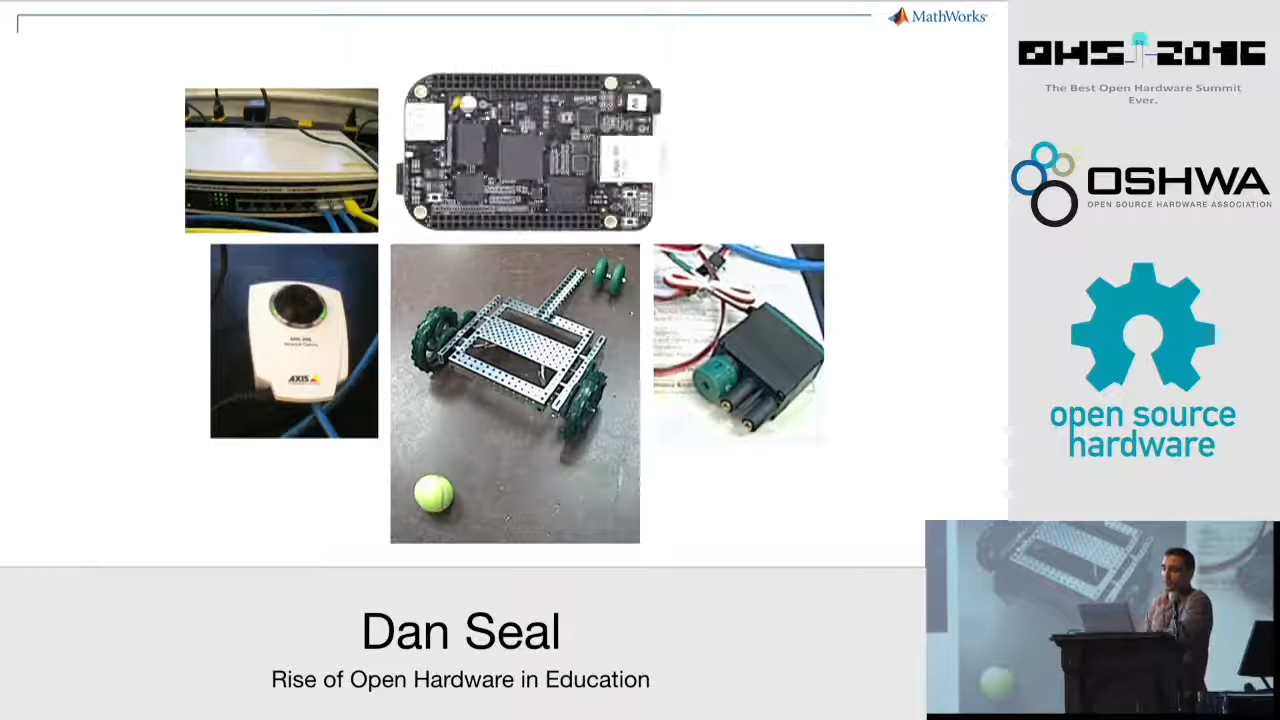 MathWorks
OHS 2016
The Best Open Hardware Summit
Ever.
OSHWA
OPEN SOURCE HARDWARE ASSOCIATION
open source
hardware
AXIS
Dan Seal
Rise of Open Hardware in Education